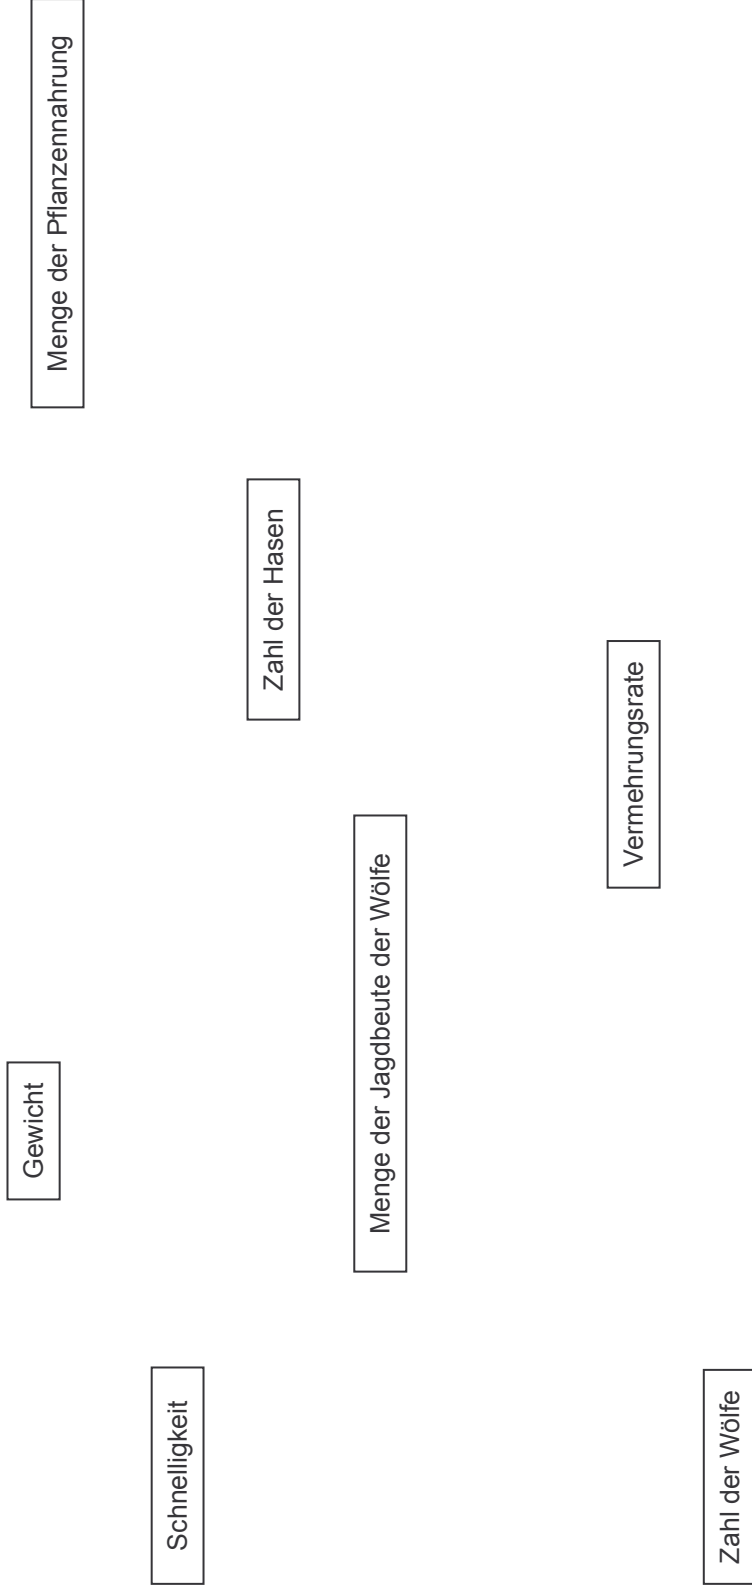 Gewicht
Menge der Pflanzennahrung
Schnelligkeit
Zahl der Hasen
Menge der Jagdbeute der Wölfe
Vermehrungsrate
Zahl der Wölfe